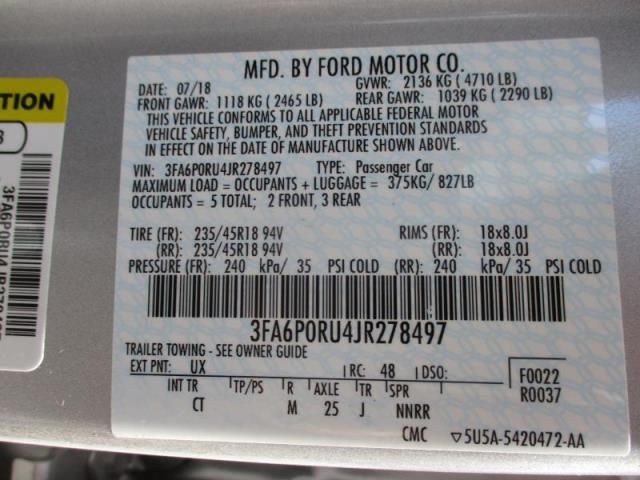 MFD. BY FORD MOTOR CO.
DATE: 07/18 GVWR: 2136 KG ( 4710 LB)
FRONT GAWR: 1118 KG ( 2465 LB) REAR GAWR: 1039 KG ( 2290 LB)
THIS VEHICLE CONFORMS TO ALL APPLICABLE FEDERAL MOTOR
VEHICLE SAFETY, BUMPER, AND THEFT PREVENTION STANDARDS
IN EFFECT ON THE DATE OF MANUFACTURE SHOWN ABOVE.
VIN: 3FA6P0RU4JR278497 TYPE: Passenger Car
MAXIMUM LOAD = OCCUPANTS + LUGGAGE = 375KG/ 827LB
OCCUPANTS = 5 TOTAL; 2 FRONT, 3 REAR
TIRE (FR): 235/45R18 94V RIMS (FR): 18x8.0J
(RR): 235/45R18 94V (RR): 18x8.0J
PRESSURE (FR): 240 kPa/ 35 PSI COLD (RR): 240 kPa/ 35 PSI COLD
3FA6P0RU4JR278497
TRAILER TOWING - SEE OWNER GUIDE
EXT PNT: UX RC: 48 DSO: F0022
INT TR TP/PS R AXLE TR SPR R0037
CT M 25 J NNRR
CMC ▽5U5A-5420472-AA